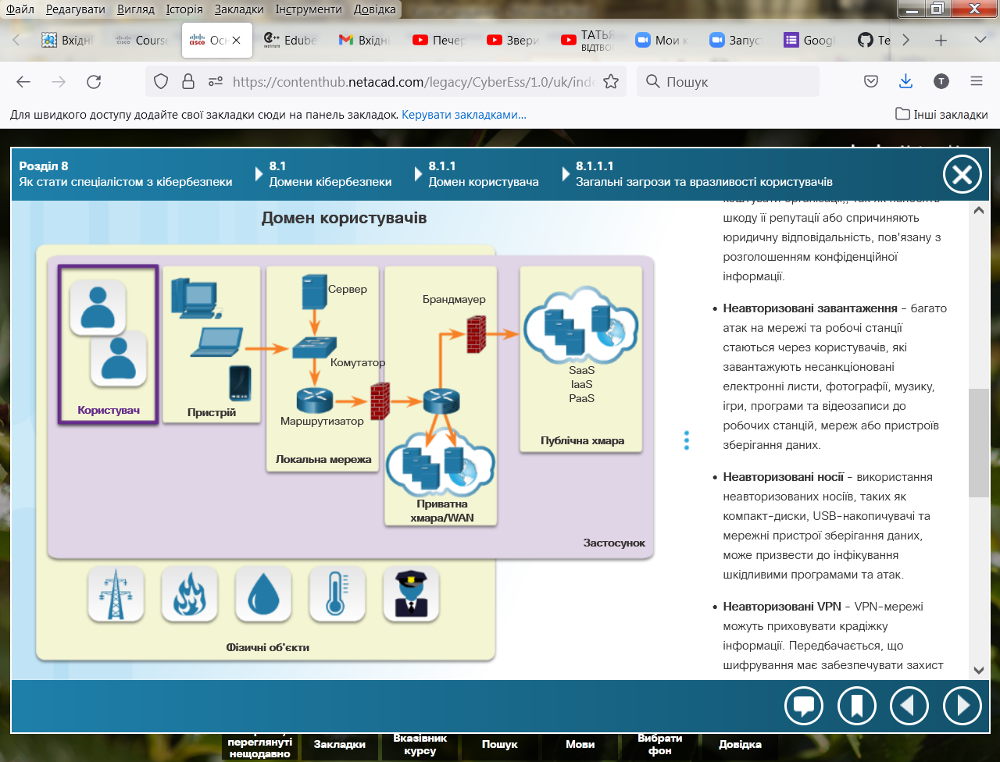 Файл Редагувати Вигляд Історія Закладки Інструменти Довідка
Вхідні Course Осн Edube Вхідні Печер Звери ТАТЬЯ Мои к Запус Googl Te
ВІДТВОР
https://contenthub.netacad.com/legacy/CyberEss/1.0/uk/inde Пошук T
Для швидкого доступу додайте свої закладки сюди на панель закладок. Керувати закладками... Інші закладки
Розділ 8
Як стати спеціалістом з кібербезпеки
8.1
Домени кібербезпеки
8.1.1
Домен користувача
8.1.1.1
Загальні загрози та вразливості користувачів
Домен користувачів
Користувач
Пристрій
Сервер
Комутатор
Маршрутизатор
Локальна мережа
Брандмауер
Приватна
хмара/WAN
SaaS
IaaS
PaaS
Публічна хмара
Застосунок
Фізичні об'єкти
коштувати організації,, так як наносять
шкоду її репутації або спричиняють
юридичну відповідальність, пов'язану з
розголошенням конфіденційної
інформації.
• Неавторизовані завантаження - багато
атак на мережі та робочі станції
стаються через користувачів, які
завантажують несанкціоновані
електронні листи, фотографії, музику,
ігри, програми та відеозаписи до
робочих станцій, мереж або пристроїв
зберігання даних.
• Неавторизовані носії - використання
неавторизованих носіїв, таких як
компакт-диски, USB-накопичувачі та
мережні пристрої зберігання даних,
може призвести до інфікування
шкідливими програмами та атак.
• Неавторизовані VPN - VPN-мережі
можуть приховувати крадіжку
інформації. Передбачається, що
шифрування має забезпечувати захист
переглянуті
нещодавно
Закладки
Вказівник
курсу
Пошук
Мови
Вибрати
фон
Довідка